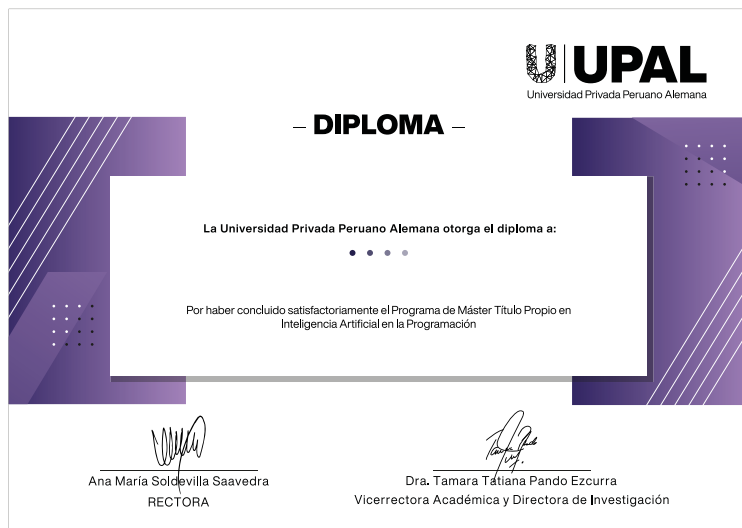 UPAL
Universidad Privada Peruano Alemana
– DIPLOMA –
La Universidad Privada Peruano Alemana otorga el diploma a:
Por haber concluido satisfactoriamente el Programa de Máster Título Propio en
Inteligencia Artificial en la Programación
Ana María Soldevilla Saavedra
RECTORA
Dra. Tamara Tatiana Pando Ezcurra
Vicerrectora Académica y Directora de Investigación